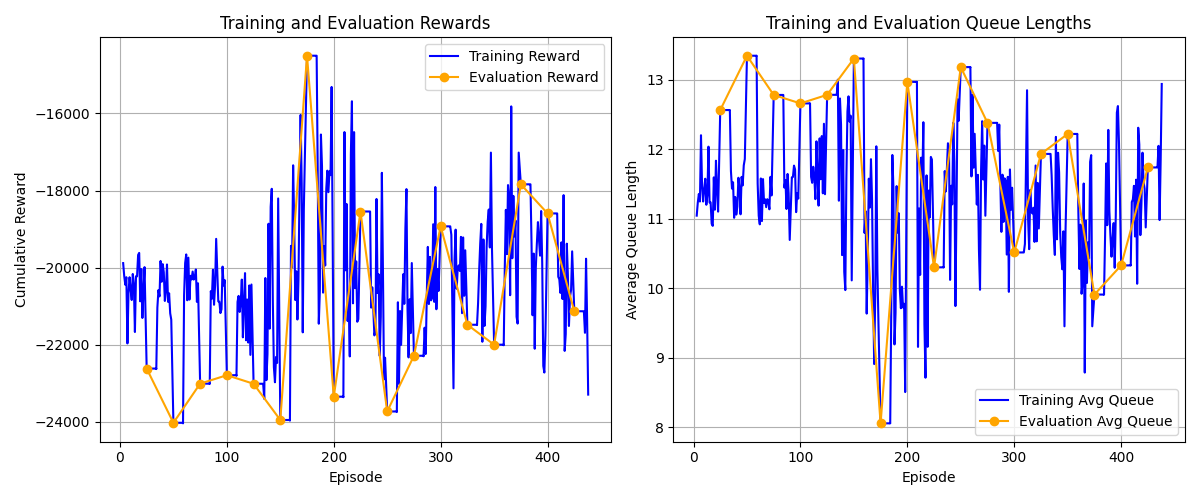 Training and Evaluation Rewards
Training Reward
Evaluation Reward
Cumulative Reward
−16000
−18000
−20000
−22000
−24000
0
100
200
300
400
Episode
Training and Evaluation Queue Lengths
Average Queue Length
13
12
11
10
9
8
Training Avg Queue
Evaluation Avg Queue
0
100
200
300
400
Episode